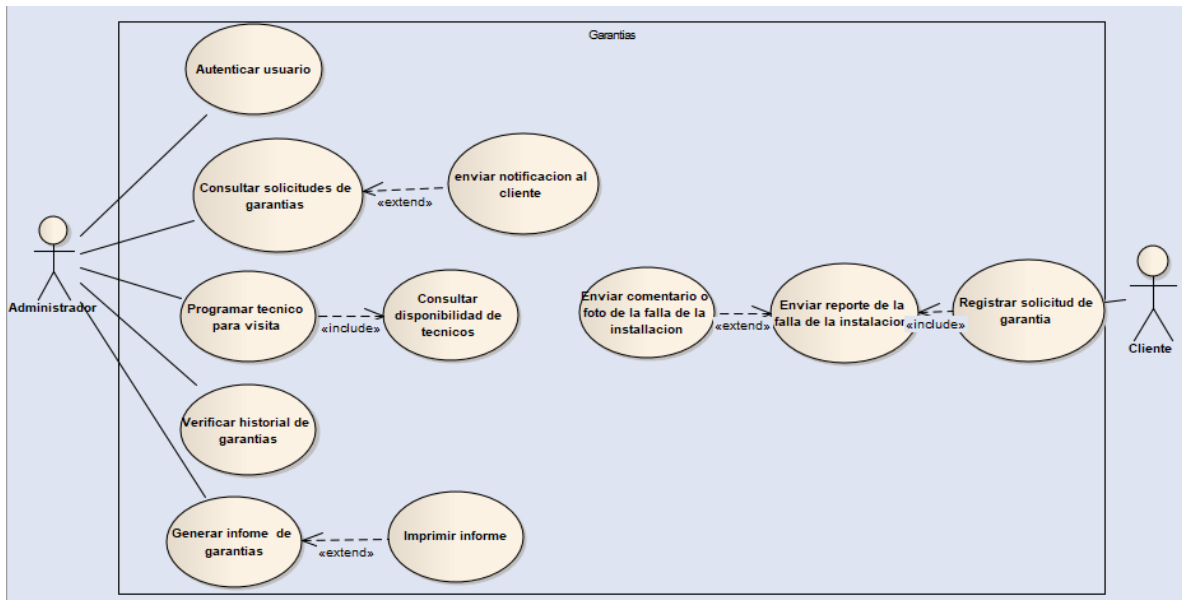 Garantias
Autenticar usuario
Consultar solicitudes de
garantias
«extend»
enviar notificacion al
cliente
Administrador
Programar tecnico
para visita
«include»
Consultar
disponibilidad de
tecnicos
Enviar comentario o
foto de la falla de la
installacion
«extend»
Enviar reporte de la
falla de la instalacion
«include»
Registrar solicitud de
garantia
Cliente
Verificar historial de
garantias
Generar infome de
garantias
«extend»
Imprimir informe